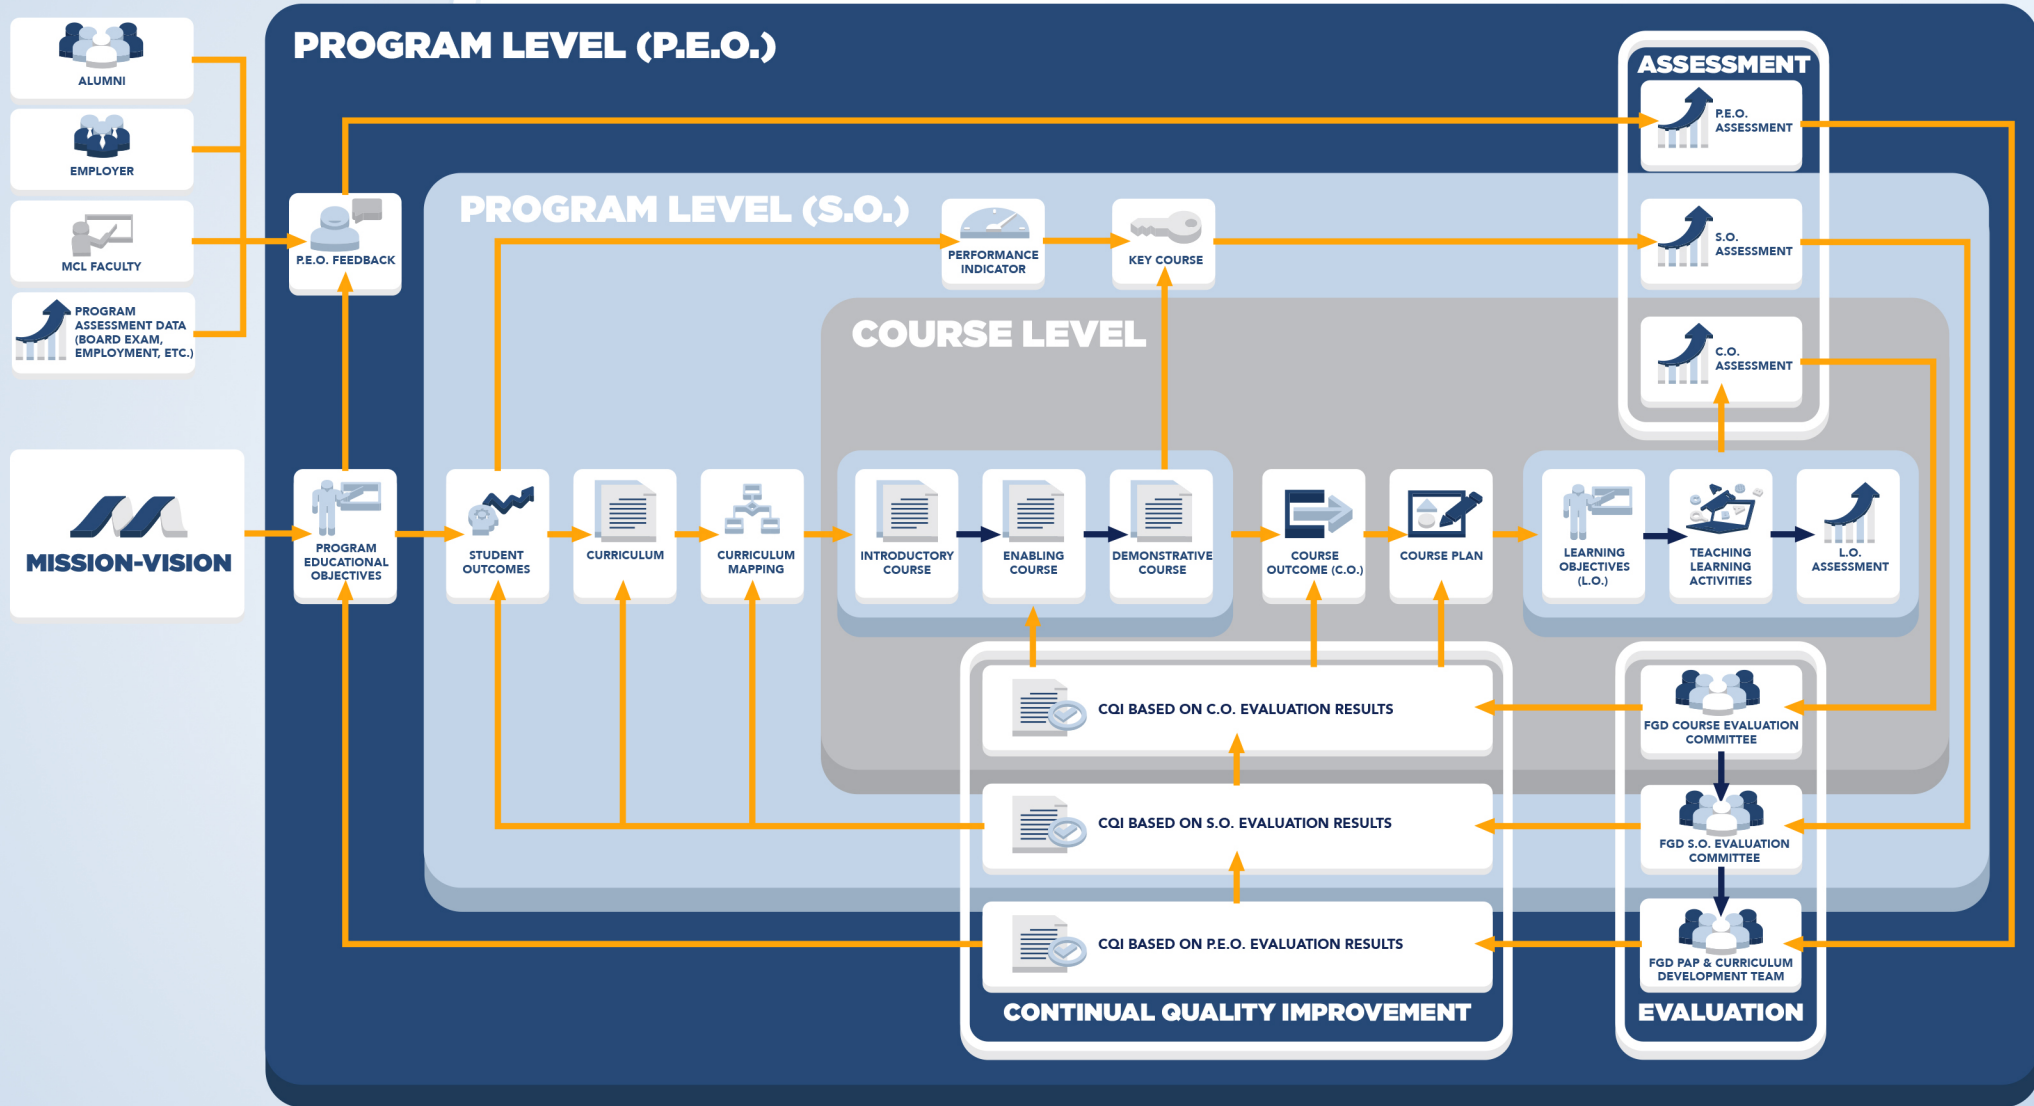 PROGRAM LEVEL (P.E.O.)
ASSESSMENT
ALUMNI
EMPLOYER
MCL FACULTY
PROGRAM
ASSESSMENT DATA
(BOARD EXAM,
EMPLOYMENT, ETC.)
P.E.O.
ASSESSMENT
P.E.O. FEEDBACK
PROGRAM LEVEL (S.O.)
PERFORMANCE
INDICATOR
KEY COURSE
S.O.
ASSESSMENT
COURSE LEVEL
C.O.
ASSESSMENT
MISSION-VISION
PROGRAM
EDUCATIONAL
OBJECTIVES
STUDENT
OUTCOMES
CURRICULUM
CURRICULUM
MAPPING
INTRODUCTORY
COURSE
ENABLING
COURSE
DEMONSTRATIVE
COURSE
COURSE
OUTCOME (C.O.)
COURSE PLAN
LEARNING
OBJECTIVES
(L.O.)
TEACHING
LEARNING
ACTIVITIES
L.O.
ASSESSMENT
CQI BASED ON C.O. EVALUATION RESULTS
FGD COURSE EVALUATION
COMMITTEE
CQI BASED ON S.O. EVALUATION RESULTS
FGD S.O. EVALUATION
COMMITTEE
CQI BASED ON P.E.O. EVALUATION RESULTS
FGD PAP & CURRICULUM
DEVELOPMENT TEAM
CONTINUAL QUALITY IMPROVEMENT
EVALUATION